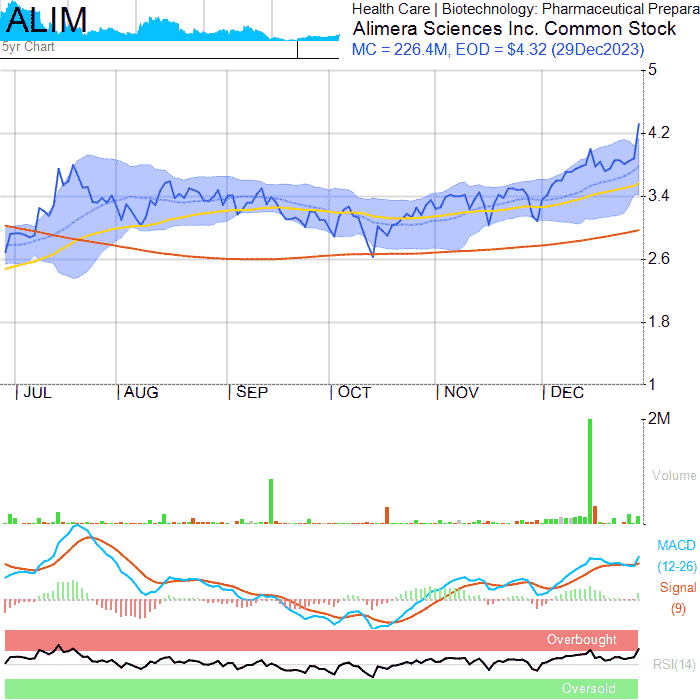 ALIM
5yr Chart
Health Care | Biotechnology: Pharmaceutical Prepara
Alimera Sciences Inc. Common Stock
MC = 226.4M, EOD = $4.32 (29Dec2023)
5
4.2
3.4
2.6
1.8
1
JUL AUG SEP OCT NOV DEC
2M
Volume
MACD
(12-26)
Signal
(9)
Overbought
RSI(14)
Oversold